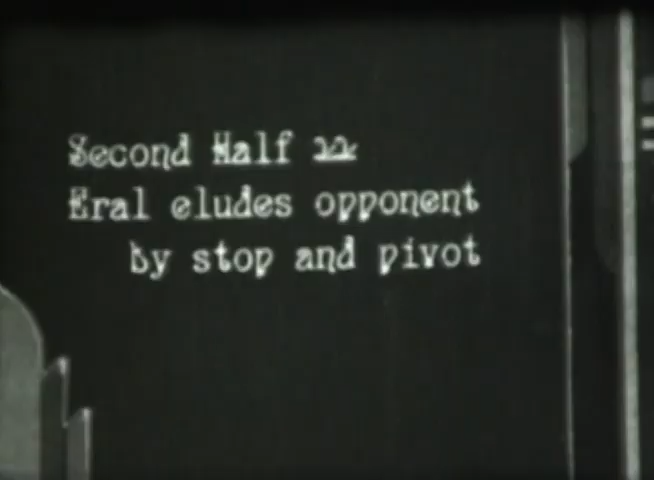 Second Half
Eral eludes opponent
by stop and pivot